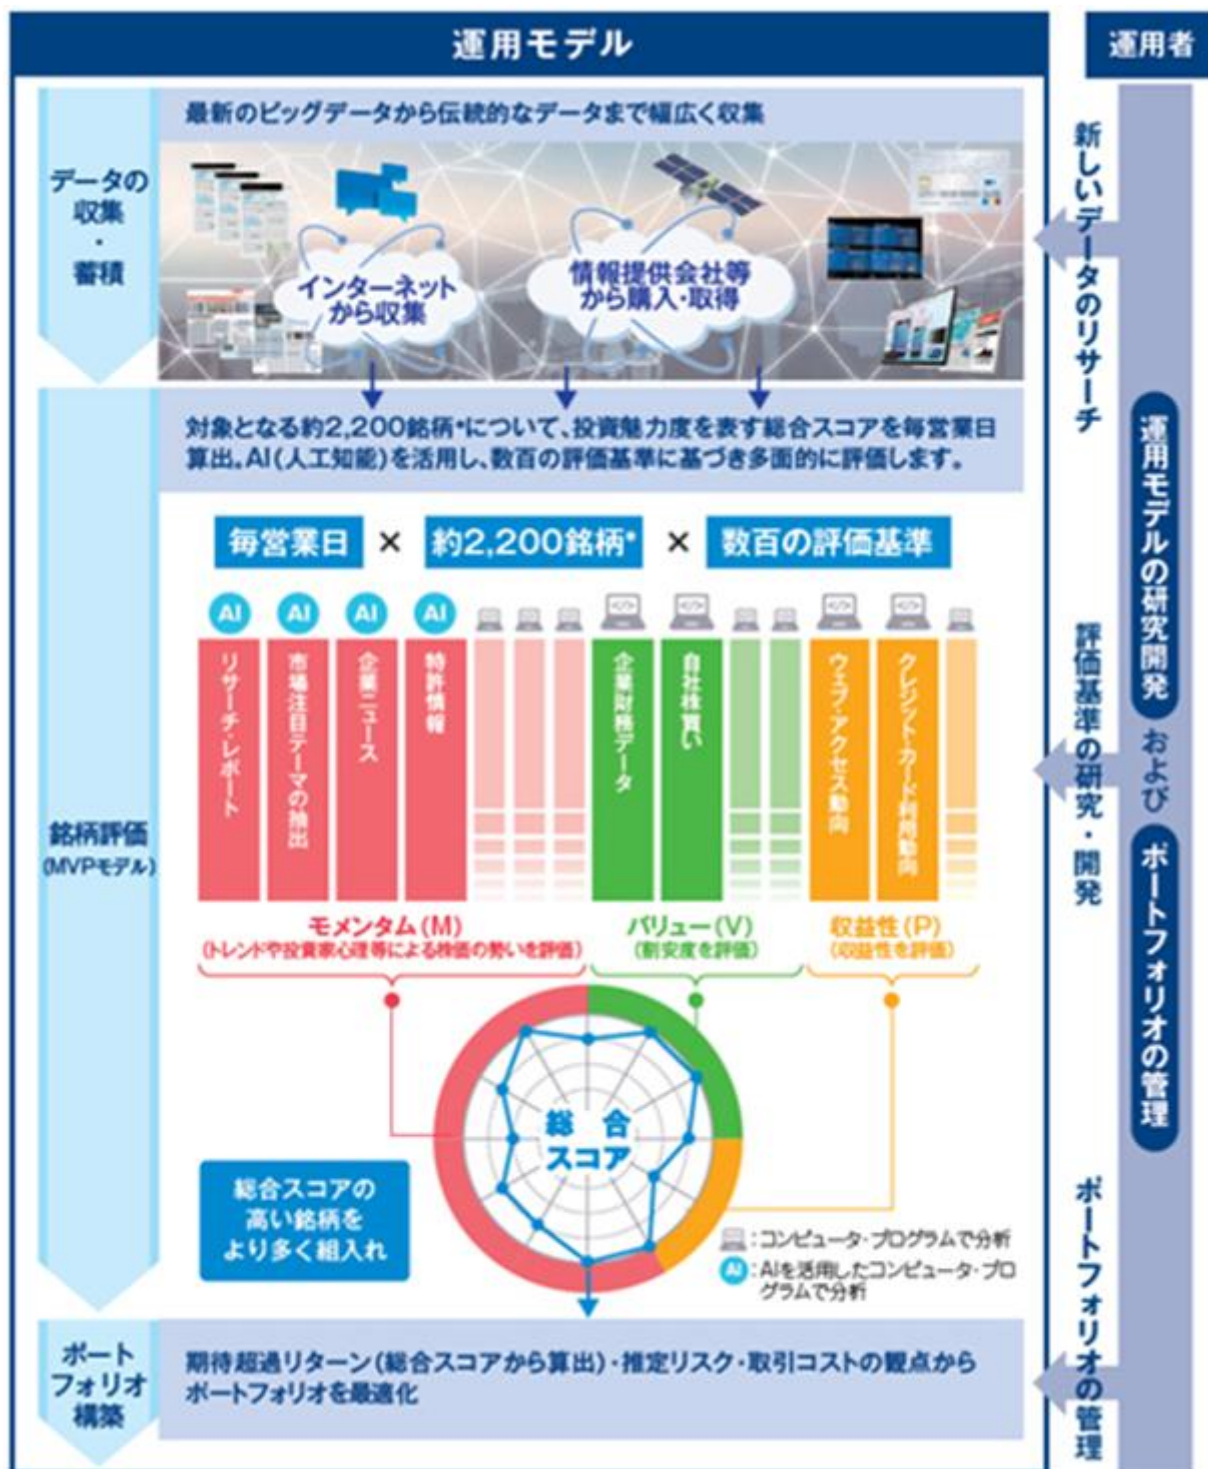 運用モデル
運用者
データの
収集
・
蓄積
最新のビッグデータから伝統的なデータまで幅広く収集
インターネット
から収集
情報提供会社等
から購入・取得
新しいデータのリサーチ
銘柄評価
(MVPモデル)
対象となる約2,200銘柄*について、投資魅力度を表す総合スコアを毎営業日
算出。AI(人工知能)を活用し、数百の評価基準に基づき多面的に評価します。
毎営業日 × 約2,200銘柄* × 数百の評価基準
AI
AI
AI
AI
リサーチ・レポート
市場注目テーマの抽出
企業ニュース
特許情報
企業財務データ
自社株買い
ウェブ・アクセス動向
クレジット・カード利用動向
モメンタム(M)
(トレンドや投資家心理等による株価の勢いを評価)
バリュー(V)
(割安度を評価)
収益性(P)
(収益性を評価)
総合
スコア
総合スコアの
高い銘柄を
より多く組入れ
:コンピュータ・プログラムで分析
AI:AIを活用したコンピュータ・プロ
グラムで分析
評価基準の研究・開発
運用モデルの研究開発
および
ポートフォリオの管理
ポート
フォリオ
構築
期待超過リターン(総合スコアから算出)・推定リスク・取引コストの観点から
ポートフォリオを最適化
ポートフォリオの管理